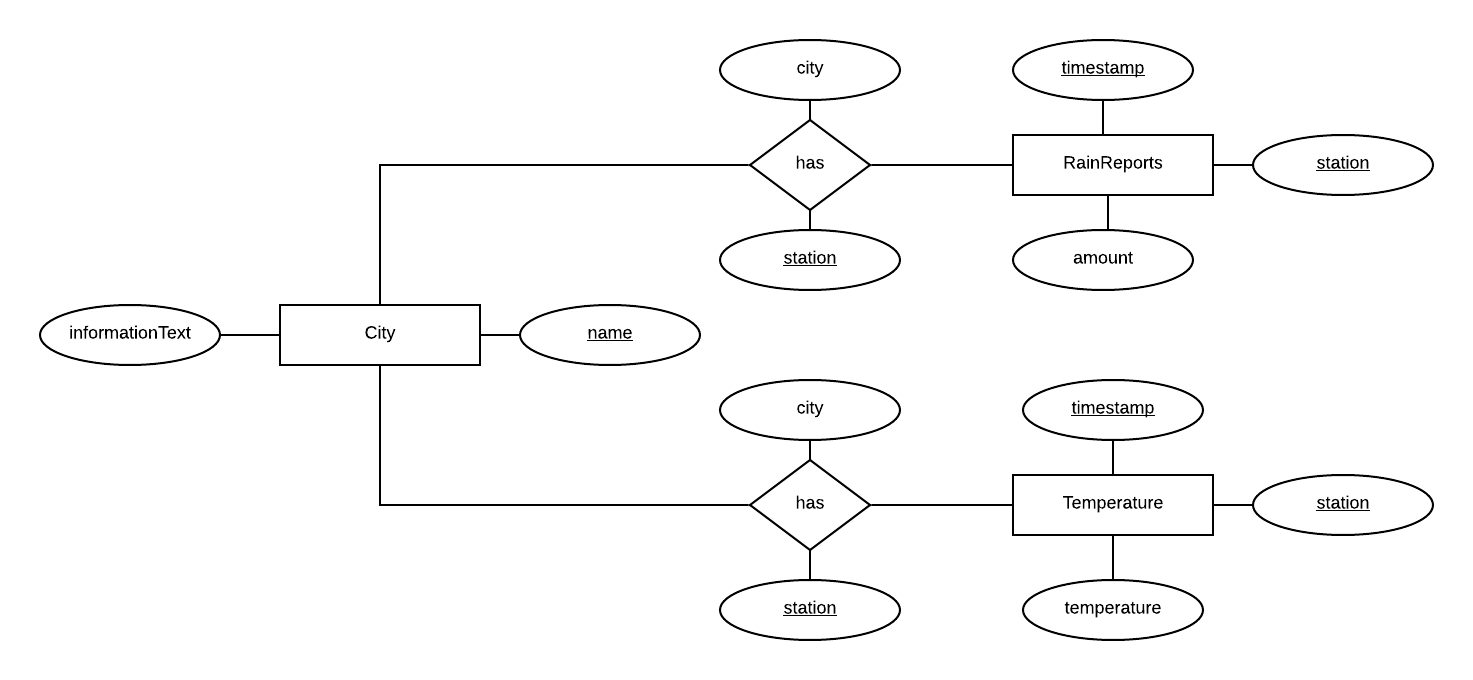 city
timestamp
has
RainReports
station
station
amount
informationText
City
name
city
timestamp
has
Temperature
station
station
temperature